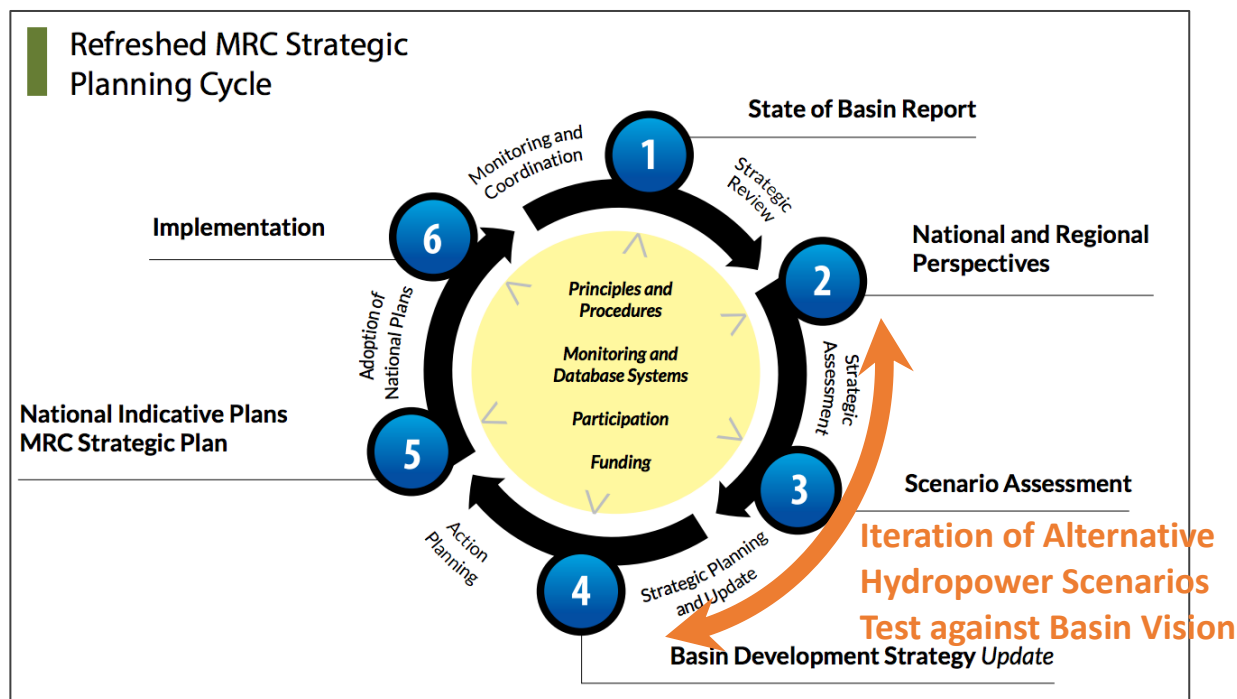 Refreshed MRC Strategic
Planning Cycle
1
State of Basin Report
Strategic
Review
2
National and Regional
Perspectives
Strategic
Assessment
3
Scenario Assessment
Iteration of Alternative
Hydropower Scenarios
Test against Basin Vision
Strategic Planning
and Update
4
Basin Development Strategy Update
Action
Planning
5
National Indicative Plans
MRC Strategic Plan
Adoption of
National Plans
6
Implementation
Monitoring and
Coordination
Principles and
Procedures
Monitoring and
Database Systems
Participation
Funding